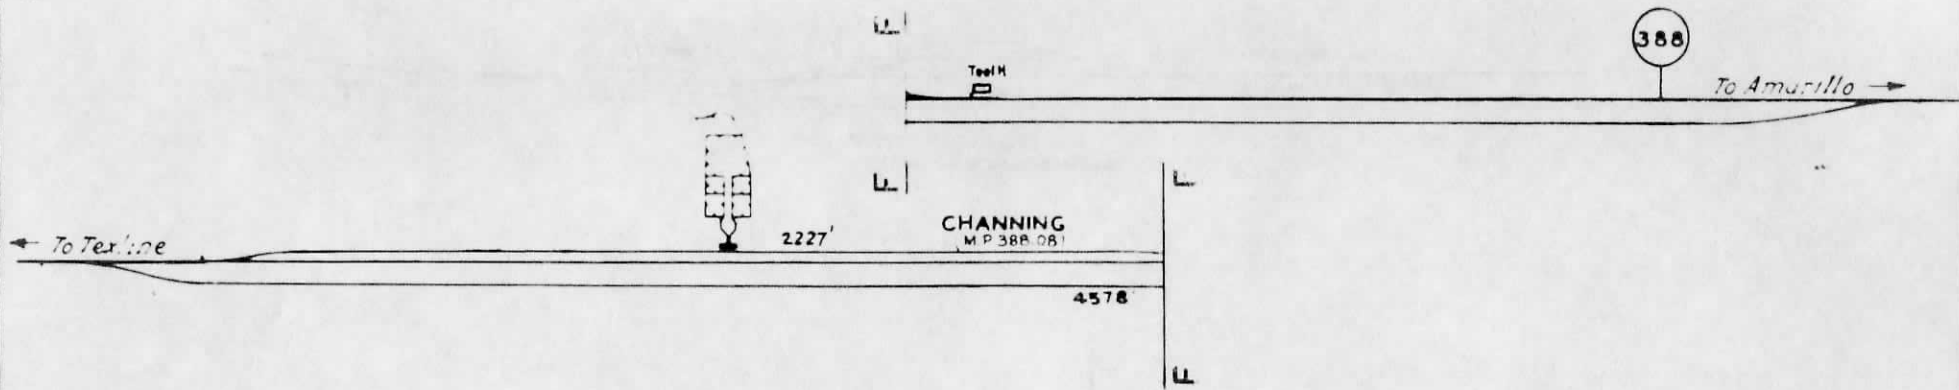 F
388
Tool H
To Amarillo
F
F
To Texline
2227'
CHANNING
M P 388.081
4578'
F